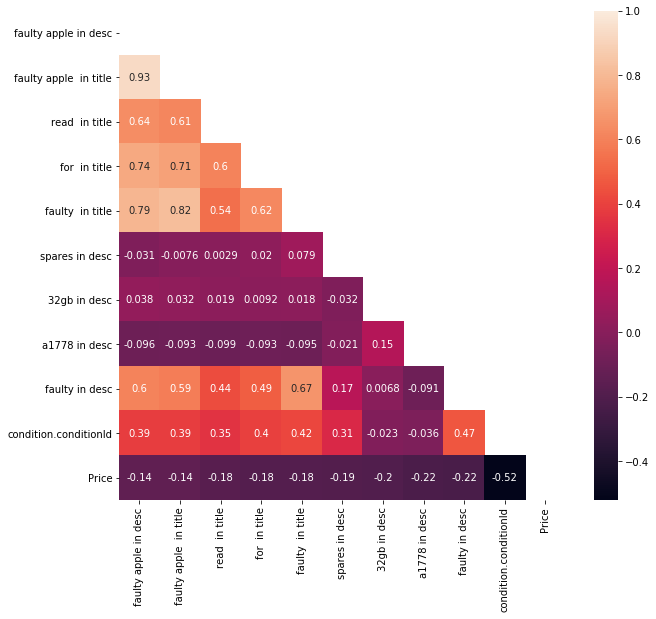 faulty apple in desc
faulty apple  in title 0.93
read  in title 0.64 0.61
for  in title 0.74 0.71 0.6
faulty  in title 0.79 0.82 0.54 0.62
spares in desc -0.031 -0.0076 0.0029 0.02 0.079
32gb in desc 0.038 0.032 0.019 0.0092 0.018 -0.032
a1778 in desc -0.096 -0.093 -0.099 -0.093 -0.095 -0.021 0.15
faulty in desc 0.6 0.59 0.44 0.49 0.67 0.17 0.0068 -0.091
condition.conditionId 0.39 0.39 0.35 0.4 0.42 0.31 -0.023 -0.036 0.47
Price -0.14 -0.14 -0.18 -0.18 -0.18 -0.19 -0.2 -0.22 -0.22 -0.52
faulty apple in desc
faulty apple  in title
read  in title
for  in title
faulty  in title
spares in desc
32gb in desc
a1778 in desc
faulty in desc
condition.conditionId
Price
1.0
0.8
0.6
0.4
0.2
0.0
−0.2
−0.4